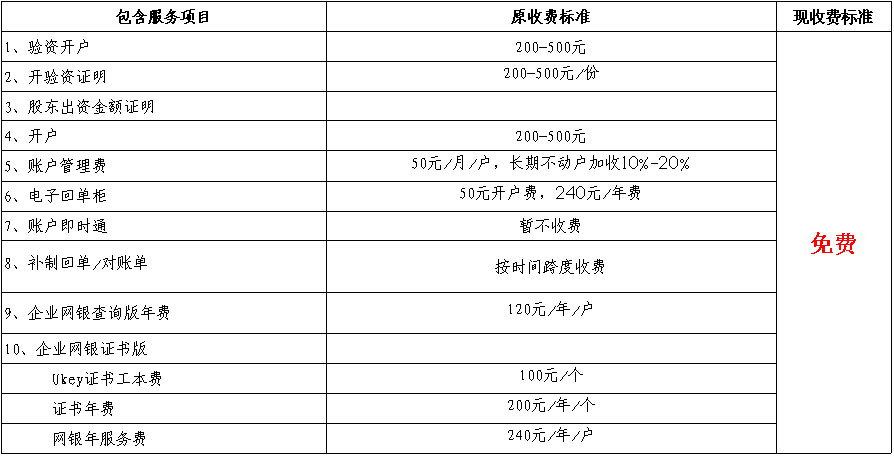 包含服务项目 原收费标准 现收费标准
1、验资开户 200-500元
2、开验资证明 200-500元/份
3、股东出资金额证明
4、开户 200-500元
5、账户管理费 50元/月/户，长期不动户加收10%-20%
6、电子回单柜 50元开户费，240元/年费
7、账户即时通 暂不收费
免费
8、补制回单/对账单 按时间跨度收费
9、企业网银查询版年费 120元/年/户
10、企业网银证书版
Ukey证书工本费 100元/个
证书年费 200元/年/个
网银年服务费 240元/年/户